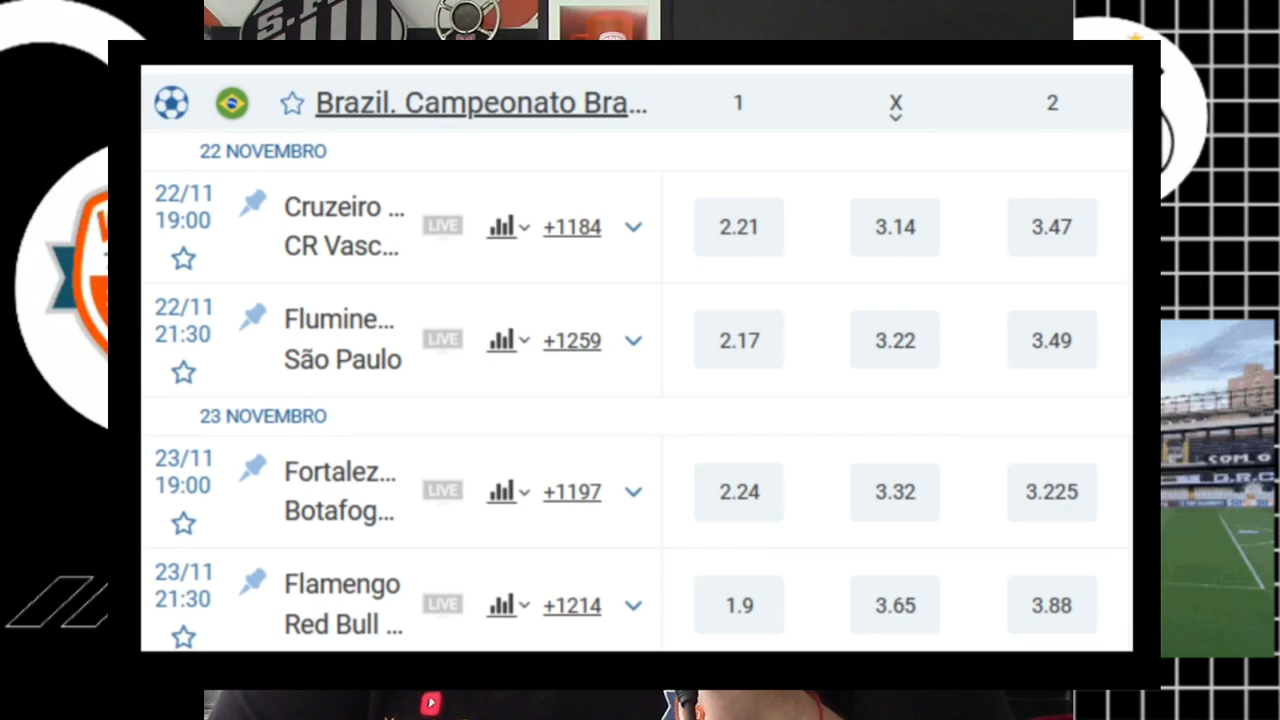 S.F.
Brazil. Campeonato Bra... 1 X 2
22 NOVEMBRO
22/11 19:00 Cruzeiro ... CR Vasc... LIVE +1184 2.21 3.14 3.47
22/11 21:30 Flumine... São Paulo LIVE +1259 2.17 3.22 3.49
23 NOVEMBRO
23/11 19:00 Fortalez... Botafog... LIVE +1197 2.24 3.32 3.225
23/11 21:30 Flamengo Red Bull ... LIVE +1214 1.9 3.65 3.88
COM O